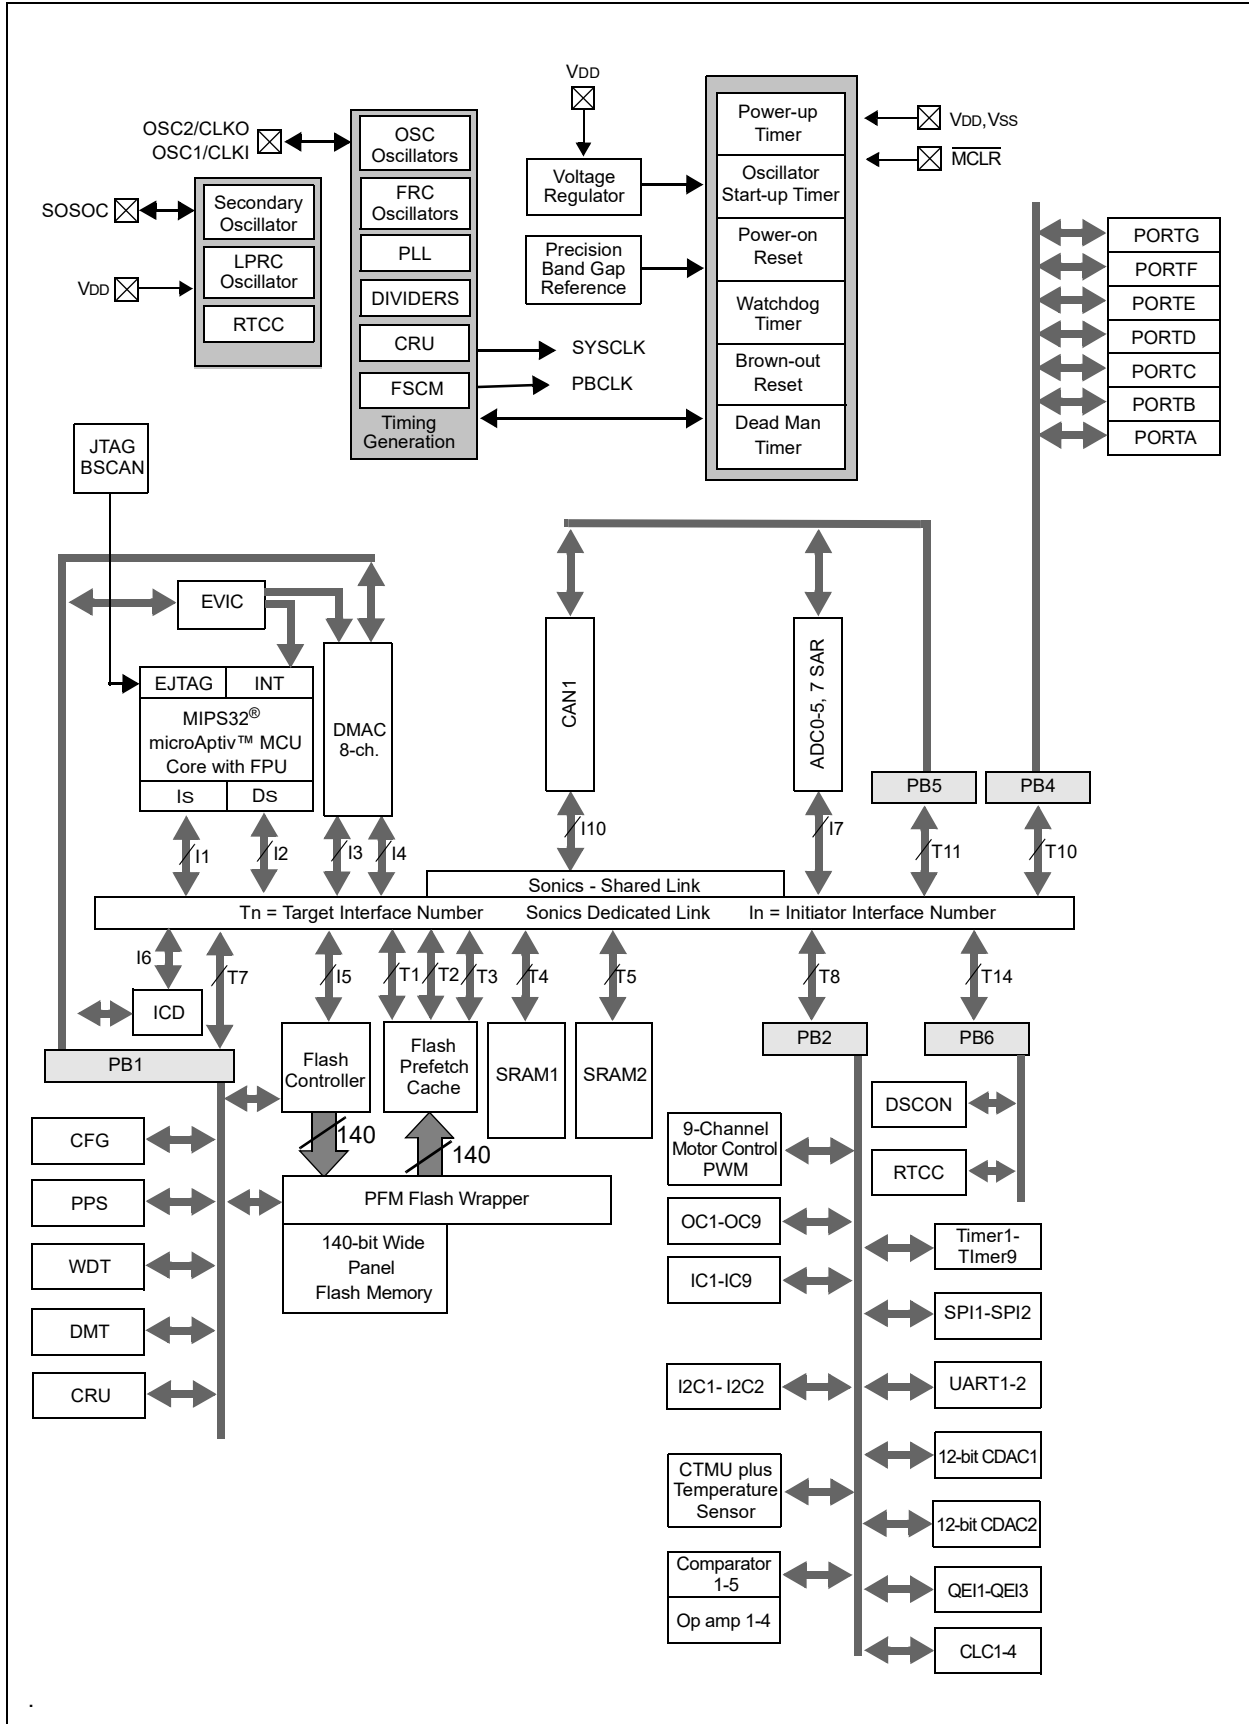 VDD
OSC2/CLKO
OSC1/CLKI
SOSOC
VDD
Secondary
Oscillator
LPRC
Oscillator
RTCC
OSC
Oscillators
FRC
Oscillators
PLL
DIVIDERS
CRU
FSCM
Timing
Generation
SYSCLK
PBCLK
Voltage
Regulator
Precision
Band Gap
Reference
Power-up
Timer
Oscillator
Start-up Timer
Power-on
Reset
Watchdog
Timer
Brown-out
Reset
Dead Man
Timer
VDD, VSS
MCLR
PORTG
PORTF
PORTE
PORTD
PORTC
PORTB
PORTA
JTAG
BSCAN
EVIC
EJTAG
INT
MIPS32®
microAptiv™ MCU
Core with FPU
IS
DS
DMAC
8-ch.
CAN1
ADC0-5, 7 SAR
PB5
PB4
I1
I2
I3
I4
I10
I7
T11
T10
Sonics - Shared Link
Tn = Target Interface Number
Sonics Dedicated Link
In = Initiator Interface Number
I6
T7
I5
T1
T2
T3
T4
T5
T8
T14
ICD
PB1
Flash
Controller
Flash
Prefetch
Cache
SRAM1
SRAM2
PB2
PB6
140
140
PFM Flash Wrapper
140-bit Wide
Panel
Flash Memory
CFG
PPS
WDT
DMT
CRU
DSCON
RTCC
9-Channel
Motor Control
PWM
OC1-OC9
IC1-IC9
I2C1- I2C2
CTMU plus
Temperature
Sensor
Comparator
1-5
Op amp 1-4
Timer1-
TImer9
SPI1-SPI2
UART1-2
12-bit CDAC1
12-bit CDAC2
QEI1-QEI3
CLC1-4
.